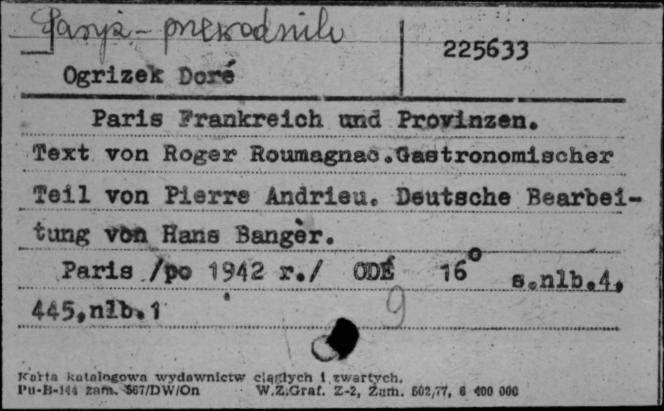 Paryż - przewodnik
225633
Ogrizek Doré
Paris Frankreich und Provinzen.
Text von Roger Roumagnac.Gastronomischer
Teil von Pierre Andrieu. Deutsche Bearbei-
tung von Hans Banger.
Paris /po 1942 r./ ODÉ 16° s.nlb.4,
445,nlb.1
9
Karta katalogowa wydawnictw ciągłych i zwartych.
Pu-B-144 zam. 567/DW/On W.Z.Graf. Z-2, Zam. 502/77, 6 400 000